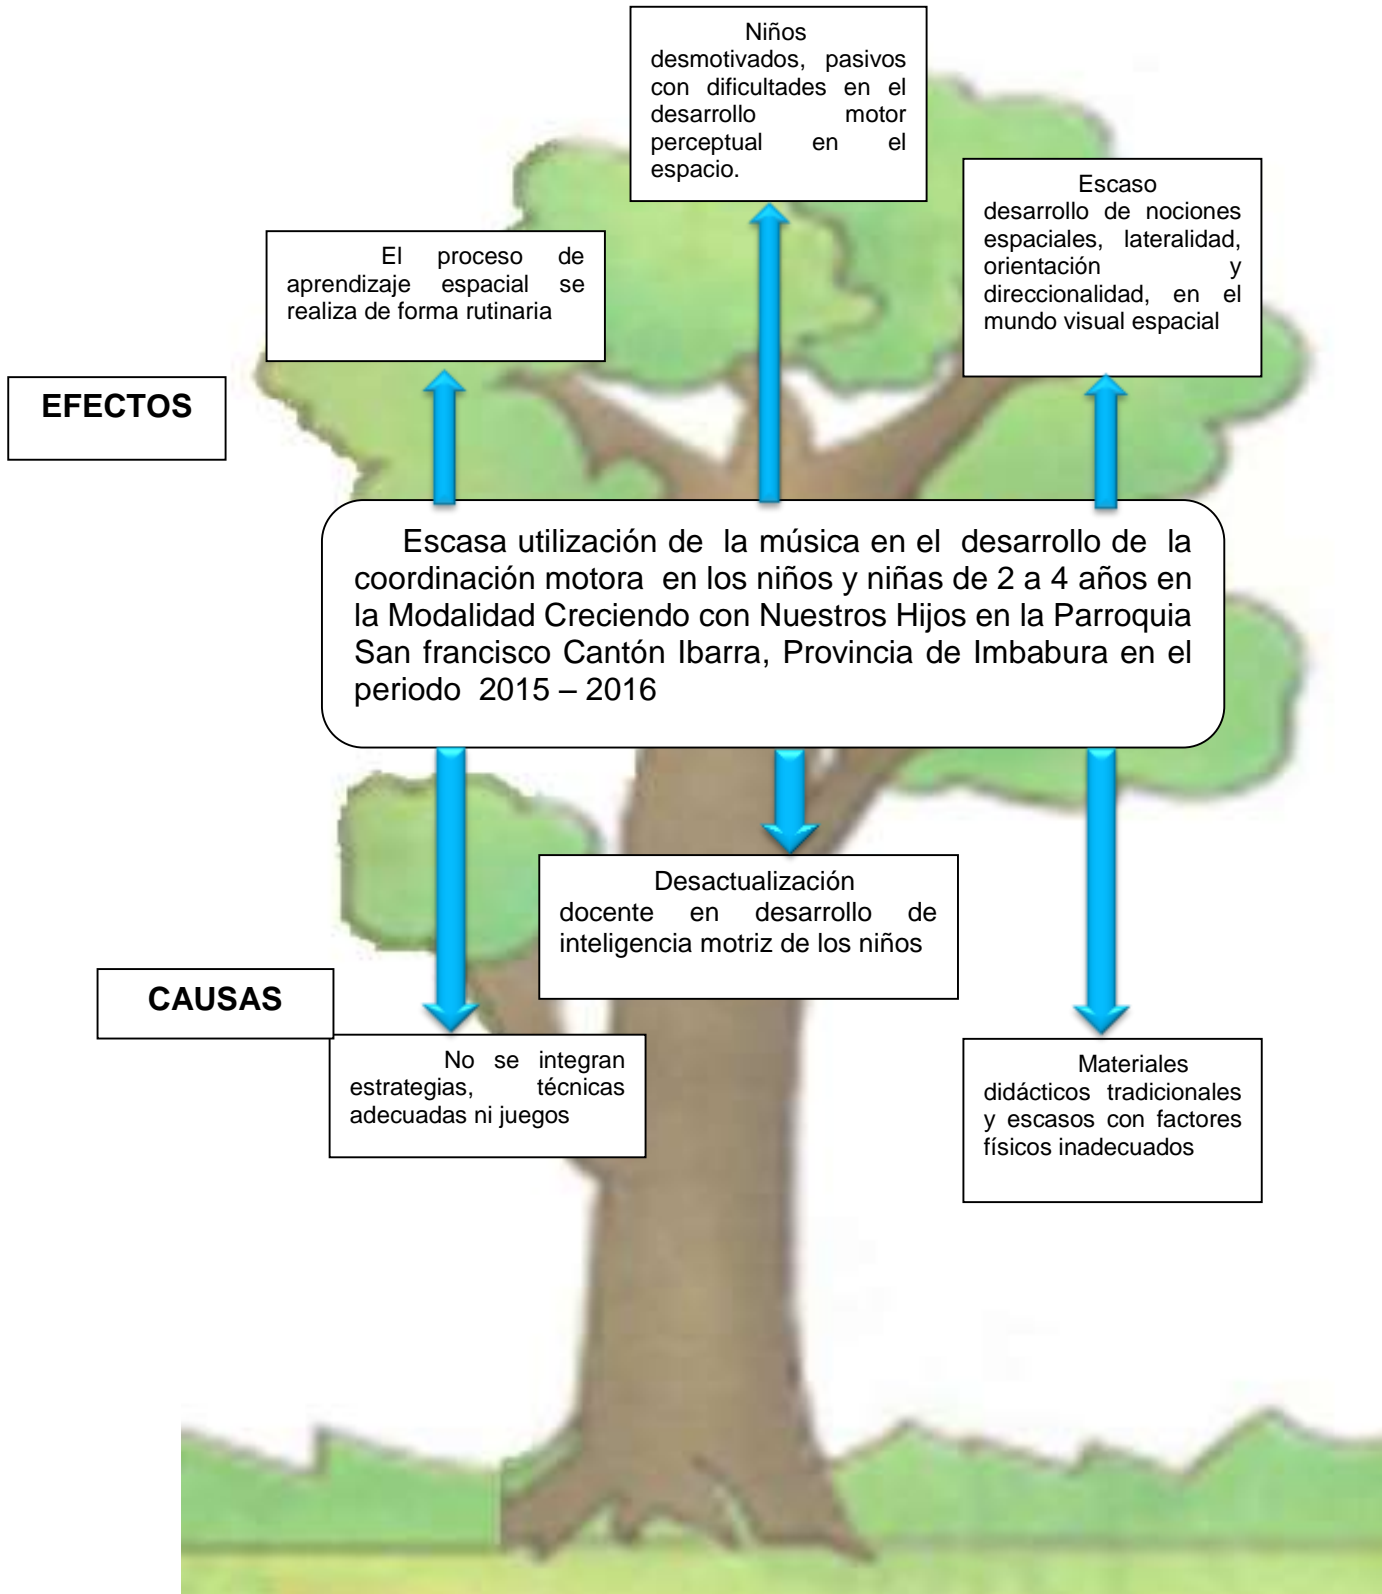 Niños
desmotivados, pasivos
con dificultades en el
desarrollo motor
perceptual en el
espacio.
Escaso
desarrollo de nociones
espaciales, lateralidad,
orientación y
direccionalidad, en el
mundo visual espacial
El proceso de
aprendizaje espacial se
realiza de forma rutinaria
EFECTOS
Escasa utilización de la música en el desarrollo de la
coordinación motora en los niños y niñas de 2 a 4 años en
la Modalidad Creciendo con Nuestros Hijos en la Parroquia
San francisco Cantón Ibarra, Provincia de Imbabura en el
periodo 2015 – 2016
Desactualización
docente en desarrollo de
inteligencia motriz de los niños
CAUSAS
No se integran
estrategias, técnicas
adecuadas ni juegos
Materiales
didácticos tradicionales
y escasos con factores
físicos inadecuados